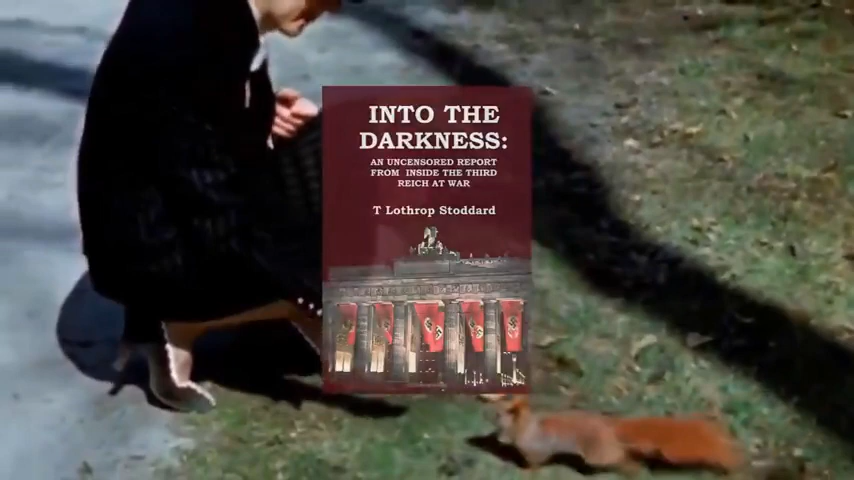 INTO THE
DARKNESS:
AN UNCENSORED REPORT
FROM INSIDE THE THIRD
REICH AT WAR
T Lothrop Stoddard